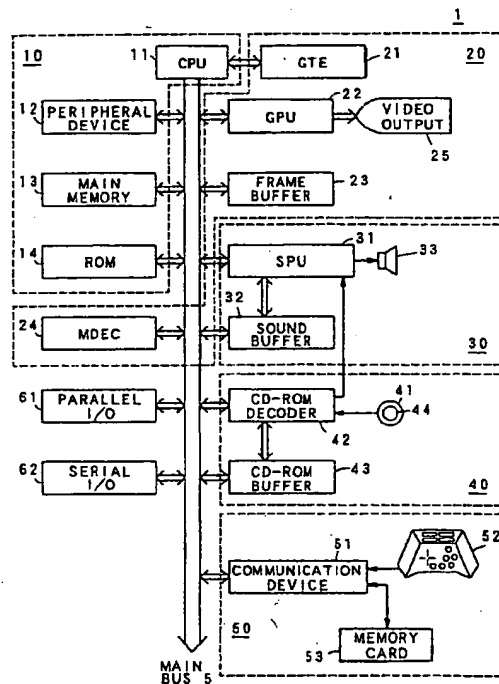 1
10
11
CPU
GTE
21
20
12
PERIPHERAL
DEVICE
22
GPU
VIDEO
OUTPUT
25
13
MAIN
MEMORY
FRAME
BUFFER
23
14
ROM
31
SPU
33
24
MDEC
32
SOUND
BUFFER
30
61
PARALLEL
I/O
CD-ROM
DECODER
42
41
44
62
SERIAL
I/O
CD-ROM
BUFFER
43
40
51
COMMUNICATION
DEVICE
52
50
53
MEMORY
CARD
MAIN
BUS 5